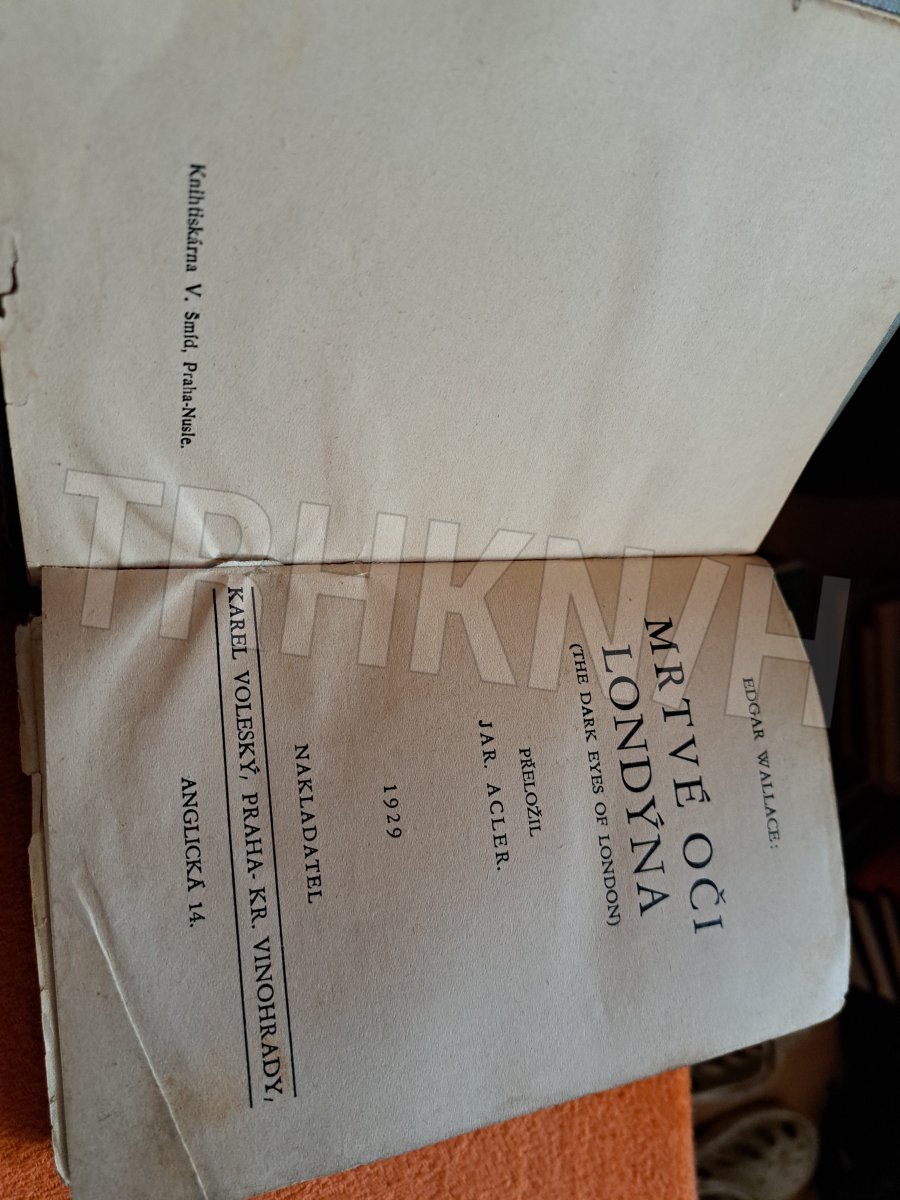 Knihtiskárna V. Šmíd, Praha-Nusle.
EDGAR WALLACE:
MRTVÉ OČI
LONDÝNA
(THE DARK EYES OF LONDON)
PŘELOŽIL
JAR. ACLER.
1929
NAKLADATEL
KAREL VOLESKÝ, PRAHA- KR. VINOHRADY,
ANGLICKÁ 14.
TPHKNVH